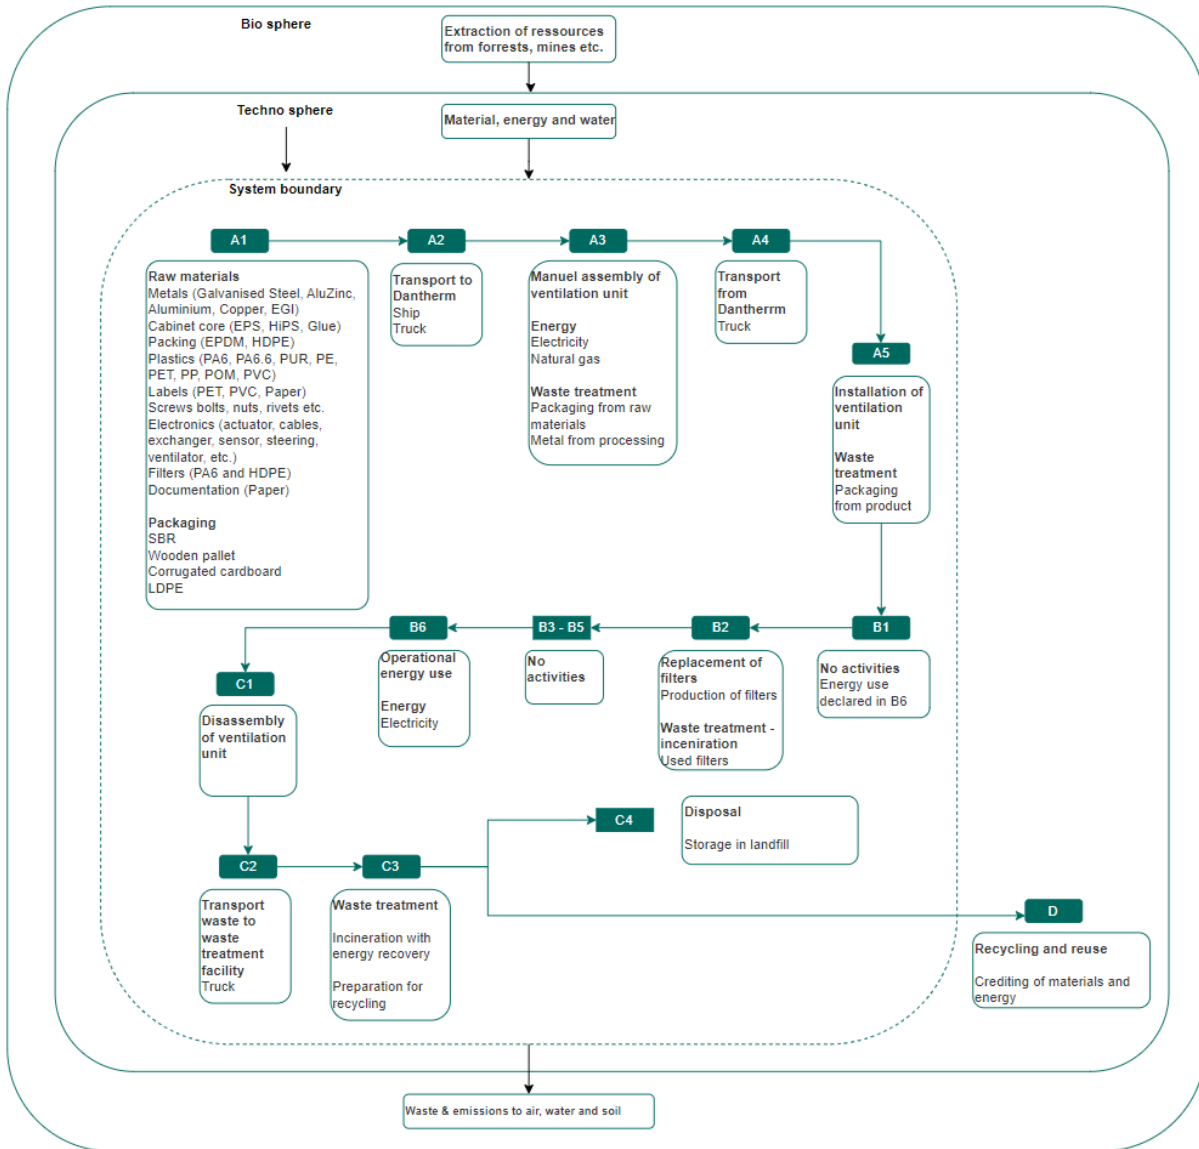 Bio sphere
Extraction of ressources
from forrests, mines etc.
Techno sphere
Material, energy and water
System boundary
A1
A2
A3
A4
Raw materials
Metals (Galvanised Steel, AluZinc,
Aluminium, Copper, EGI)
Cabinet core (EPS, HiPS, Glue)
Packing (EPDM, HDPE)
Plastics (PA6, PA6.6, PUR, PE,
PET, PP, POM, PVC)
Labels (PET, PVC, Paper)
Screws bolts, nuts, rivets etc.
Electronics (actuator, cables,
exchanger, sensor, steering,
ventilator, etc.)
Filters (PA6 and HDPE)
Documentation (Paper)
Packaging
SBR
Wooden pallet
Corrugated cardboard
LDPE
Transport to
Dantherm
Ship
Truck
Manuel assembly of
ventilation unit
Energy
Electricity
Natural gas
Waste treatment
Packaging from raw
materials
Metal from processing
Transport
from
Dantherrm
Truck
A5
Installation of
ventilation
unit
Waste
treatment
Packaging
from product
B6
B3 - B5
B2
B1
Operational
energy use
Energy
Electricity
No
activities
Replacement of
filters
Production of filters
Waste treatment -
inceniration
Used filters
No activities
Energy use
declared in B6
C1
Disassembly
of ventilation
unit
C4
Disposal
Storage in landfill
C2
C3
Transport
waste to
waste
treatment
facility
Truck
Waste treatment
Incineration with
energy recovery
Preparation for
recycling
D
Recycling and reuse
Crediting of materials and
energy
Waste & emissions to air, water and soil